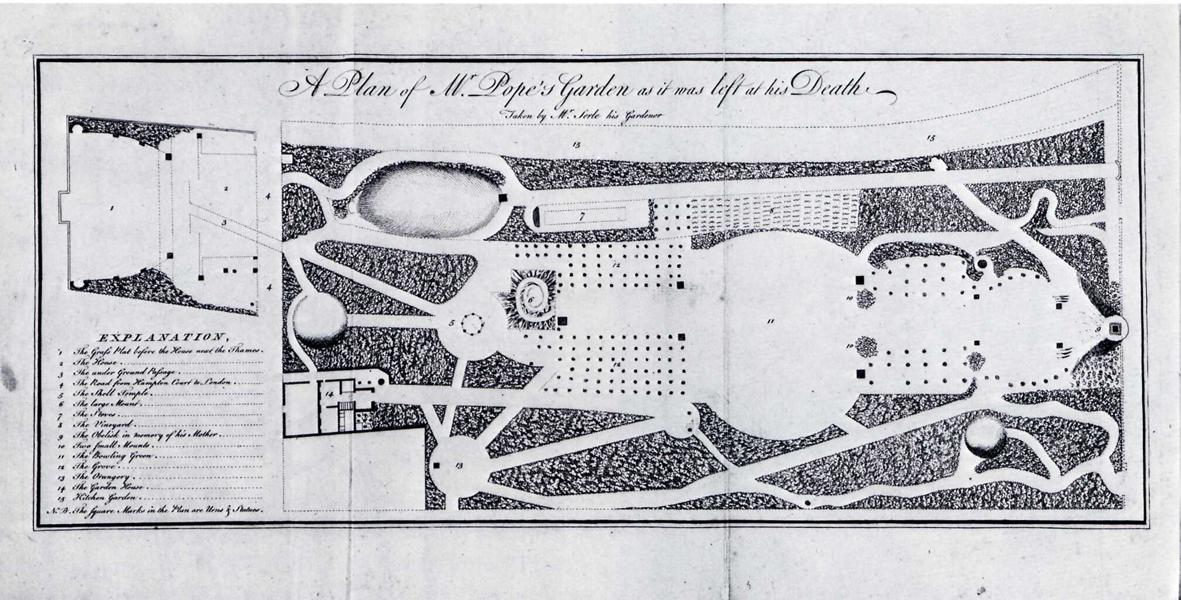 A Plan of Mr. Pope's Garden as it was left at his Death
Taken by Mr. Serle his Gardener
15
15
1
2
3
4
4
7
8
12
6
5
11
10
10
9
12
14
13
EXPLANATION,
1 The Grass Plat before the House next the Thames.
2 The House
3 The under Ground Passage
4 The Road from Hampton Court to London
5 The Shell Temple
6 The large Mount
7 The Stoves
8 The Vineyard
9 The Obelisk in memory of his Mother
10 Two Small Mounts
11 The Bowling Green
12 The Grove
13 The Orangery
14 The Garden House
15 Kitchen Garden
N.B. The square Marks in the Plan are Urns & Statues.